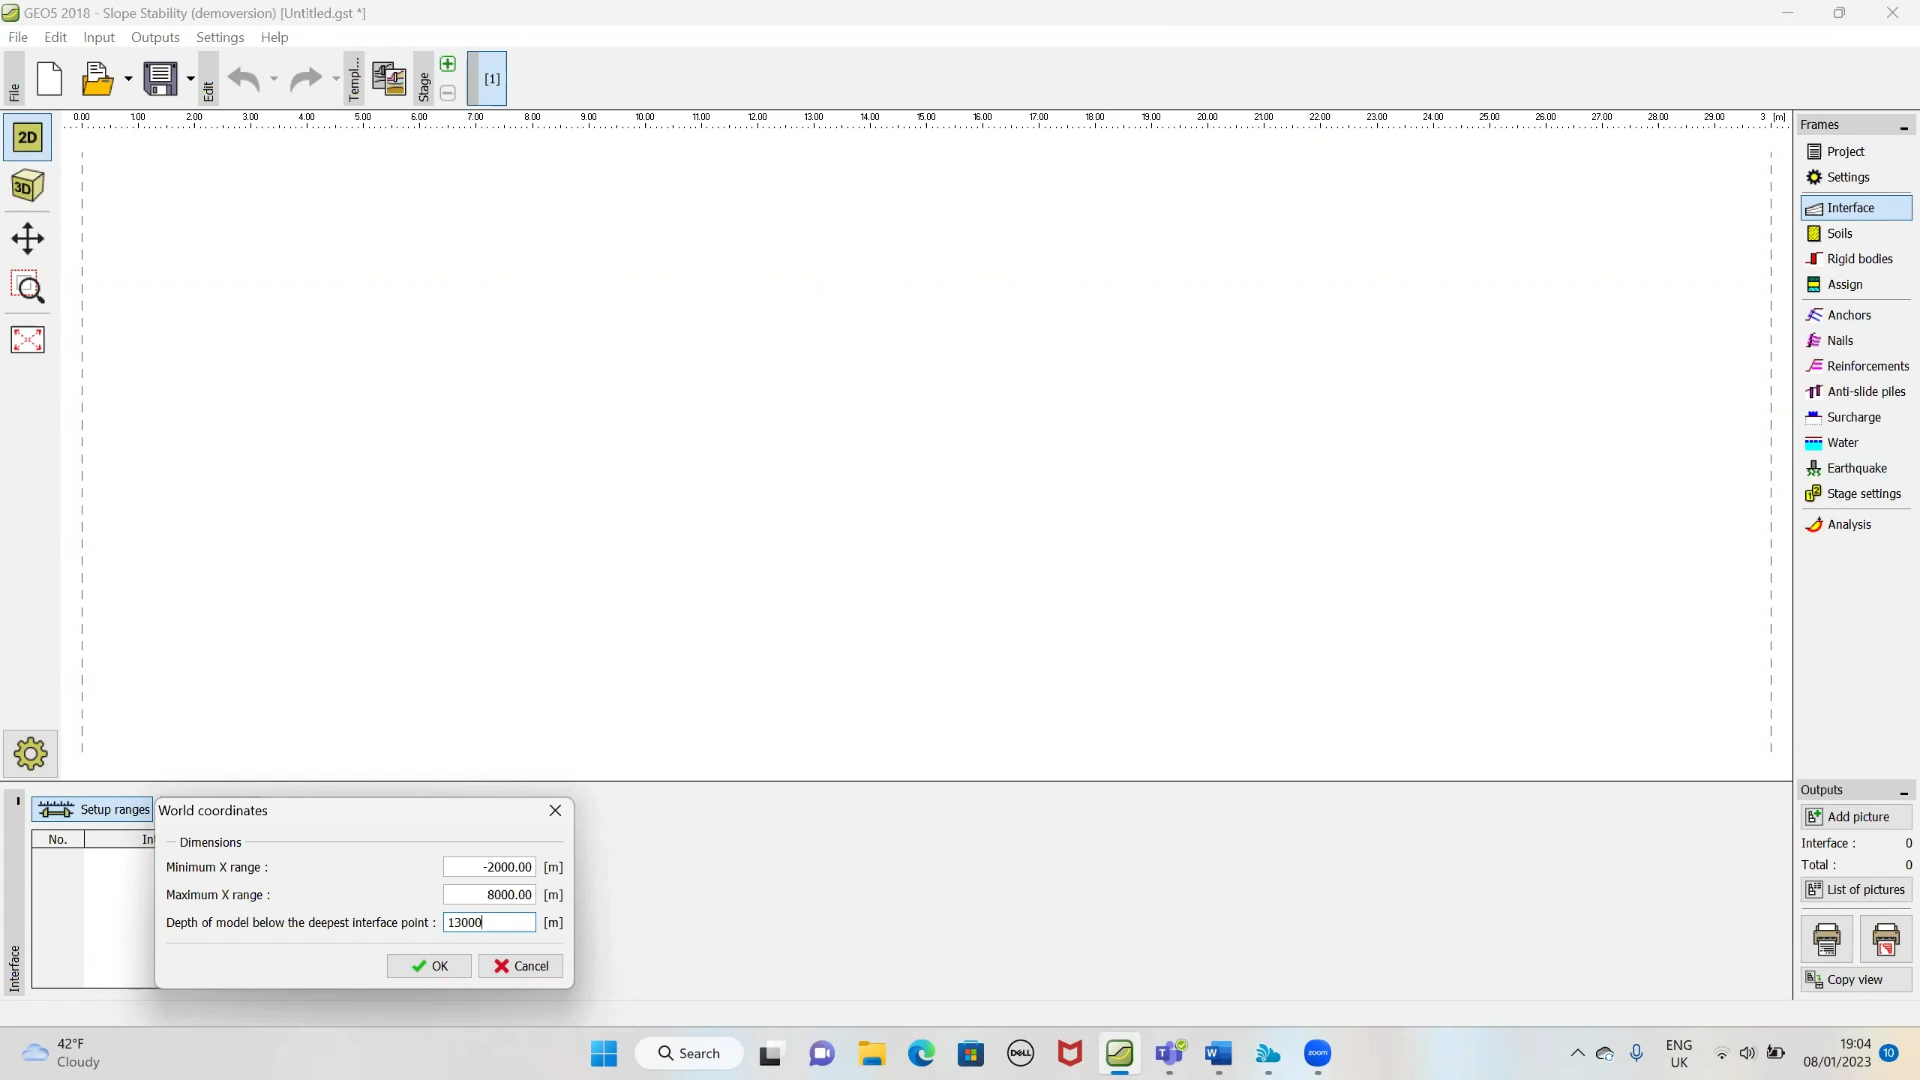 GEO5 2018 - Slope Stability (demoversion) [Untitled.gst *]
File Edit Input Outputs Settings Help
File
Edit
Templ...
Stage
[1]
0.00 1.00 2.00 3.00 4.00 5.00 6.00 7.00 8.00 9.00 10.00 11.00 12.00 13.00 14.00 15.00 16.00 17.00 18.00 19.00 20.00 21.00 22.00 23.00 24.00 25.00 26.00 27.00 28.00 29.00 3 [m]
2D
3D
Frames
Project
Settings
Interface
Soils
Rigid bodies
Assign
Anchors
Nails
Reinforcements
Anti-slide piles
Surcharge
Water
Earthquake
Stage settings
Analysis
Interface
Setup ranges
No. Int
World coordinates
Dimensions
Minimum X range : -2000.00 [m]
Maximum X range : 8000.00 [m]
Depth of model below the deepest interface point : 13000 [m]
OK Cancel
Outputs
Add picture
Interface : 0
Total : 0
List of pictures
Copy view
42°F
Cloudy
Search
DELL
zoom
ENG
UK
19:04
08/01/2023
10